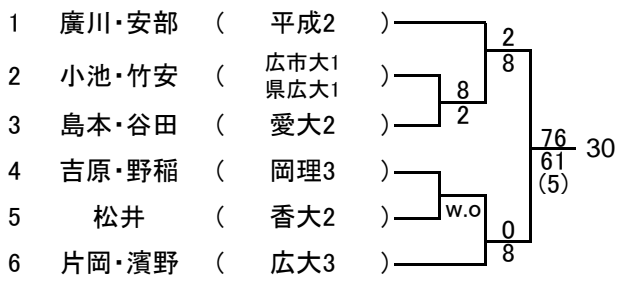 1 廣川・安部 ( 平成2 )
2
8
2 小池・竹安 ( 広市大1 県広大1 )
8
2
3 島本・谷田 ( 愛大2 )
76
61
(5)
30
4 吉原・野稲 ( 岡理3 )
w.o
5 松井 ( 香大2 )
0
8
6 片岡・濱野 ( 広大3 )